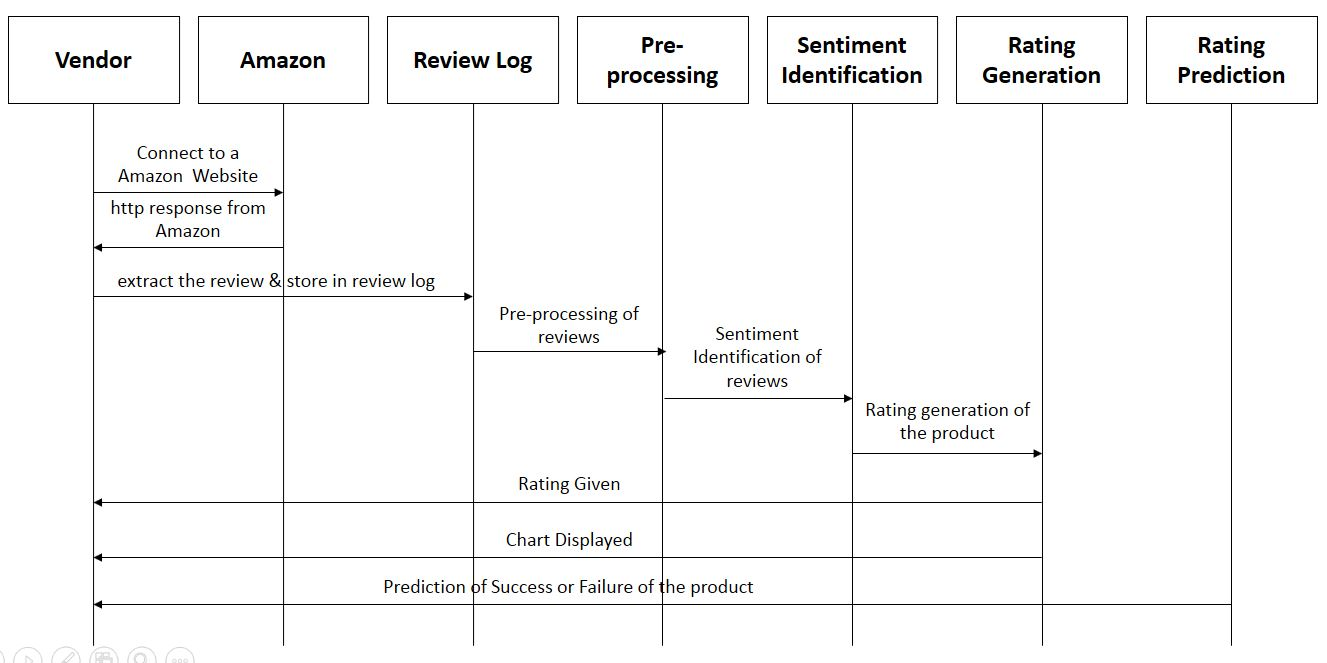 Vendor
Amazon
Review Log
Pre-
processing
Sentiment
Identification
Rating
Generation
Rating
Prediction
Connect to a
Amazon  Website
http response from
Amazon
extract the review & store in review log
Pre-processing of
reviews
Sentiment
Identification of
reviews
Rating generation of
the product
Rating Given
Chart Displayed
Prediction of Success or Failure of the product